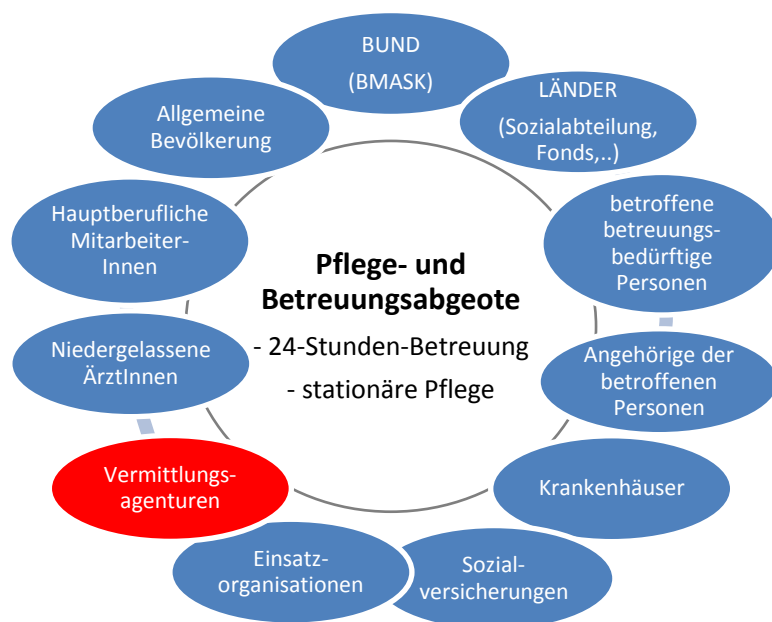 BUND
(BMASK)
LÄNDER
(Sozialabteilung,
Fonds,..)
betroffene
betreuungs-
bedürftige
Personen
Angehörige der
betroffenen
Personen
Krankenhäuser
Sozial-
versicherungen
Einsatz-
organisationen
Vermittlungs-
agenturen
Niedergelassene
ÄrztInnen
Hauptberufliche
Mitarbeiter-
Innen
Allgemeine
Bevölkerung
Pflege- und
Betreuungsabgeote
- 24-Stunden-Betreuung
- stationäre Pflege